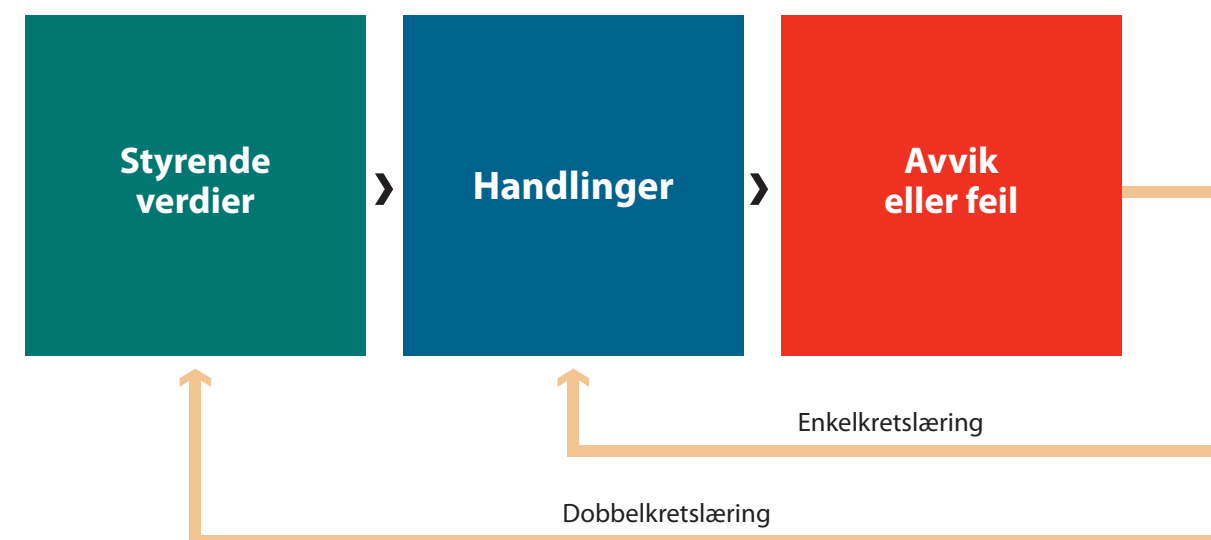 Styrende
verdier
Handlinger
Avvik
eller feil
Enkelkretslæring
Dobbelkretslæring